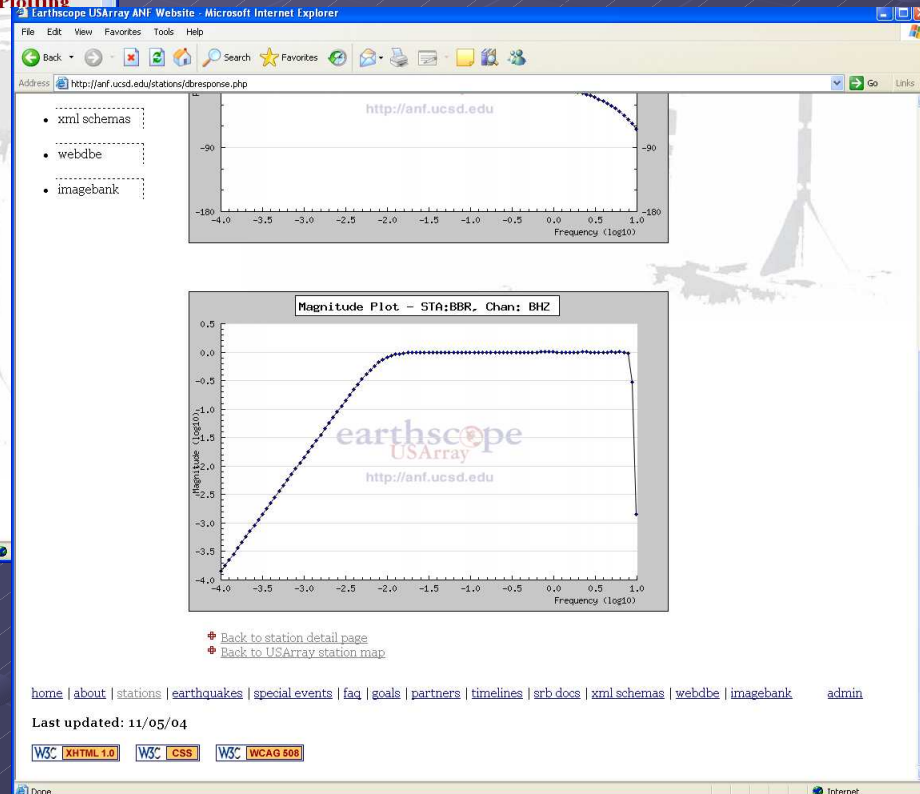 Plotting
Earthscope USArray ANF Website - Microsoft Internet Explorer
File Edit View Favorites Tools Help
Back Search Favorites
Address http://anf.ucsd.edu/stations/dbresponse.php Go Links
xml schemas
webdbe
imagebank
http://anf.ucsd.edu
-90 -90
-180 -180
-4.0 -3.5 -3.0 -2.5 -2.0 -1.5 -1.0 -0.5 0.0 0.5 1.0
Frequency (log10)
Magnitude Plot - STA:BBR, Chan: BHZ
0.5
0.0
-0.5
-1.0
-1.5
-2.0
-2.5
-3.0
-3.5
-4.0
Magnitude (log10)
earthscope
USArray
http://anf.ucsd.edu
-4.0 -3.5 -3.0 -2.5 -2.0 -1.5 -1.0 -0.5 0.0 0.5 1.0
Frequency (log10)
Back to station detail page
Back to USArray station map
home | about | stations | earthquakes | special events | faq | goals | partners | timelines | srb docs | xml schemas | webdbe | imagebank admin
Last updated: 11/05/04
W3C XHTML 1.0 W3C CSS W3C WCAG 508
Done Internet